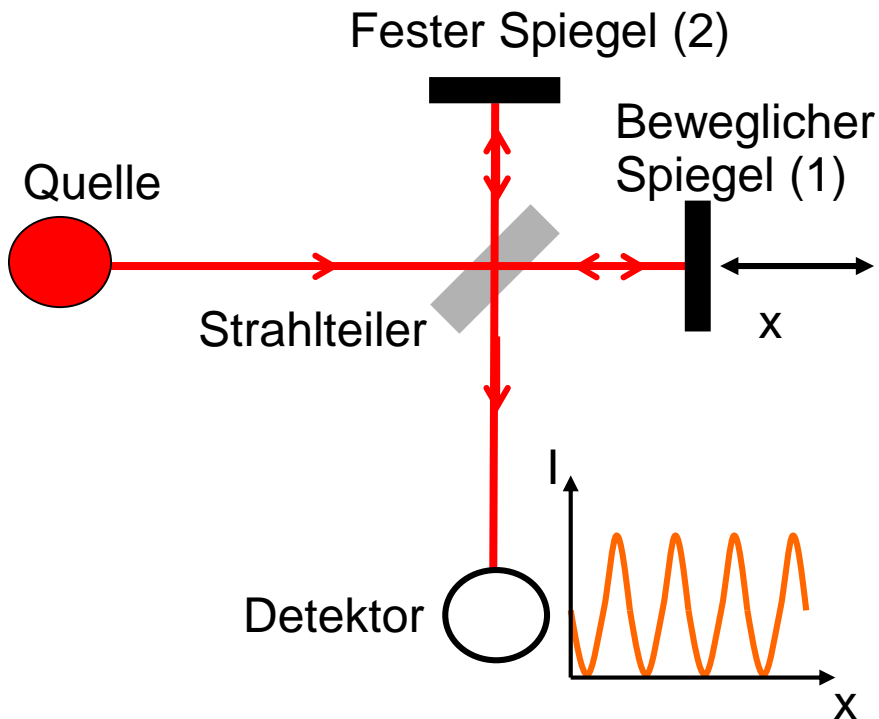 Fester Spiegel (2)
Beweglicher
Spiegel (1)
Quelle
Strahlteiler
x
I
Detektor
x